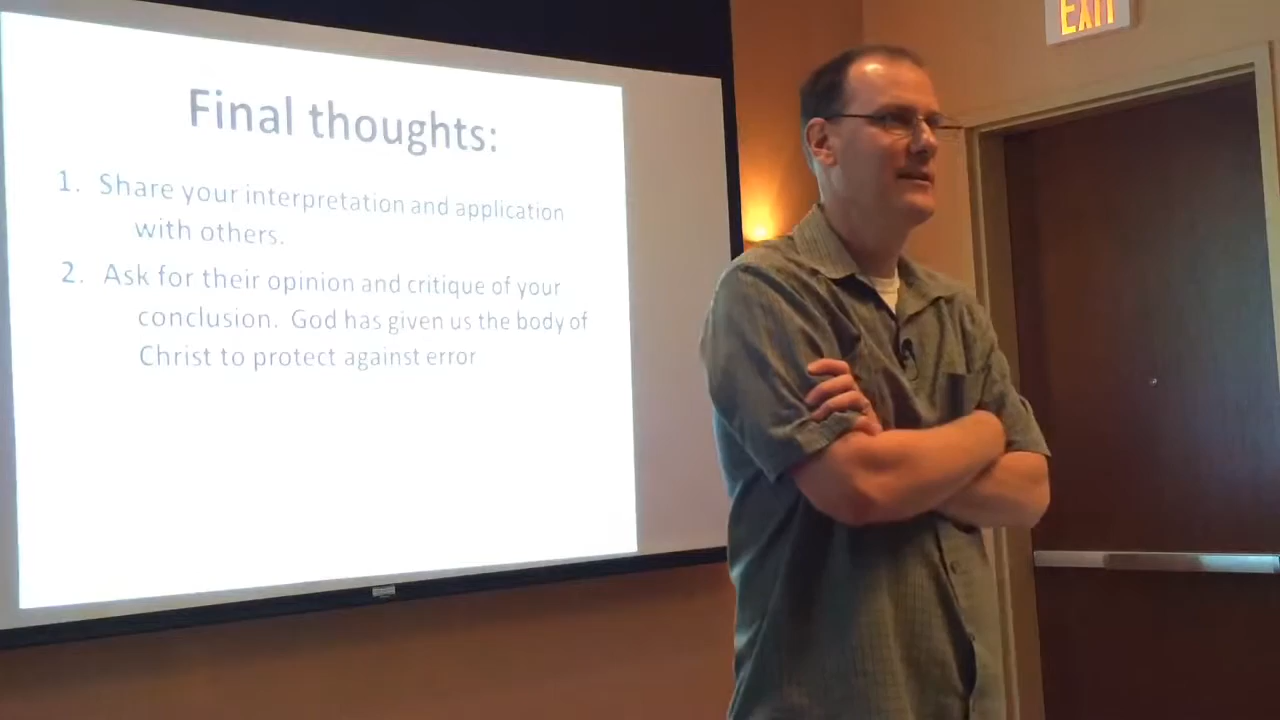 EXIT
Final thoughts:
1. Share your interpretation and application
with others.
2. Ask for their opinion and critique of your
conclusion. God has given us the body of
Christ to protect against error